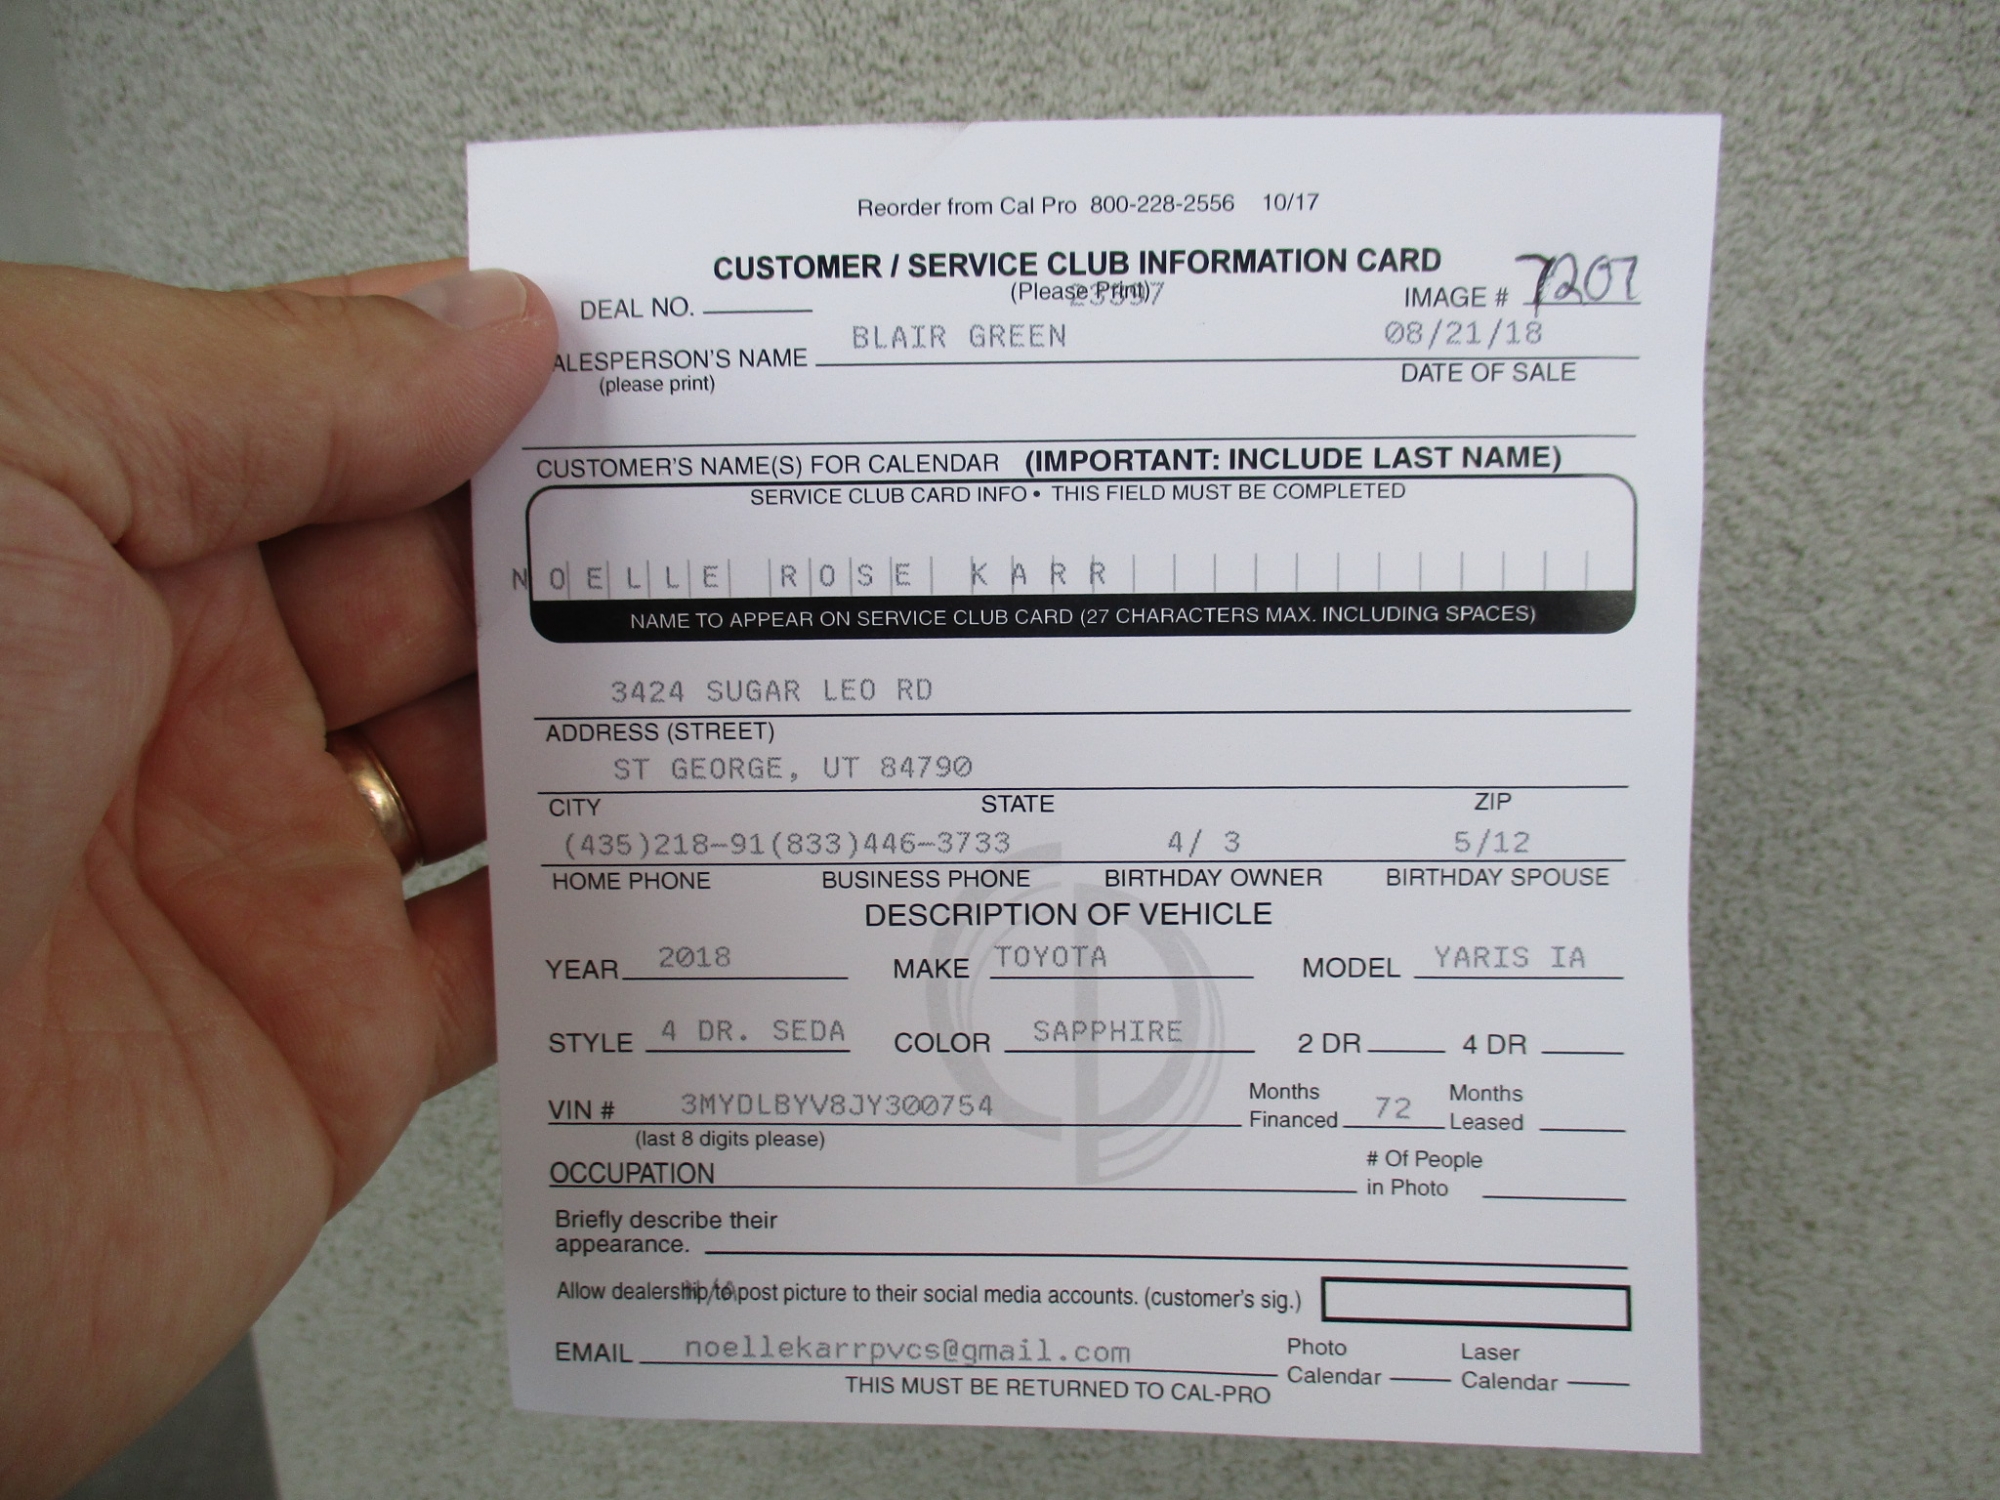 Reorder from Cal Pro 800-228-2556 10/17
CUSTOMER / SERVICE CLUB INFORMATION CARD
(Please Print)
DEAL NO. IMAGE # 7207
BLAIR GREEN 08/21/18
ALESPERSON'S NAME DATE OF SALE
(please print)
CUSTOMER'S NAME(S) FOR CALENDAR (IMPORTANT: INCLUDE LAST NAME)
SERVICE CLUB CARD INFO • THIS FIELD MUST BE COMPLETED
NOELLE ROSE KARR
NAME TO APPEAR ON SERVICE CLUB CARD (27 CHARACTERS MAX. INCLUDING SPACES)
3424 SUGAR LEO RD
ADDRESS (STREET)
ST GEORGE, UT 84790
CITY STATE ZIP
(435)218-91(833)446-3733 4/ 3 5/12
HOME PHONE BUSINESS PHONE BIRTHDAY OWNER BIRTHDAY SPOUSE
DESCRIPTION OF VEHICLE
YEAR 2018 MAKE TOYOTA MODEL YARIS IA
STYLE 4 DR. SEDA COLOR SAPPHIRE 2 DR 4 DR
VIN # 3MYDLBYV8JY300754 Months Financed 72 Months Leased
(last 8 digits please)
OCCUPATION # Of People in Photo
Briefly describe their
appearance.
Allow dealership to post picture to their social media accounts. (customer's sig.)
EMAIL noellekarrpvcs@gmail.com Photo Calendar Laser Calendar
THIS MUST BE RETURNED TO CAL-PRO